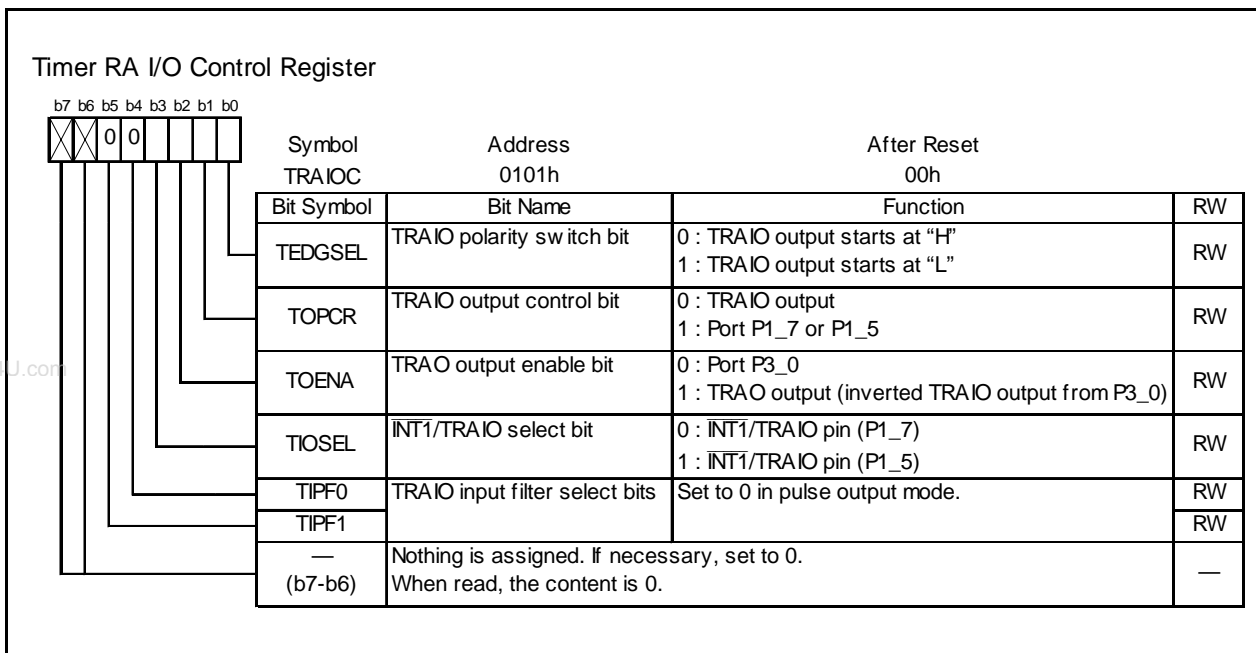 Timer RA I/O Control Register
b7 b6 b5 b4 b3 b2 b1 b0
0 0
Symbol Address After Reset
TRAIOC 0101h 00h
Bit Symbol Bit Name Function RW
TEDGSEL TRAIO polarity switch bit 0 : TRAIO output starts at “H” RW
1 : TRAIO output starts at “L”
TOPCR TRAIO output control bit 0 : TRAIO output RW
1 : Port P1_7 or P1_5
4U.com
TOENA TRAO output enable bit 0 : Port P3_0 RW
1 : TRAO output (inverted TRAIO output from P3_0)
TIOSEL INT1/TRAIO select bit 0 : INT1/TRAIO pin (P1_7) RW
1 : INT1/TRAIO pin (P1_5)
TIPF0 TRAIO input filter select bits Set to 0 in pulse output mode. RW
TIPF1 RW
— Nothing is assigned. If necessary, set to 0. —
(b7-b6) When read, the content is 0.